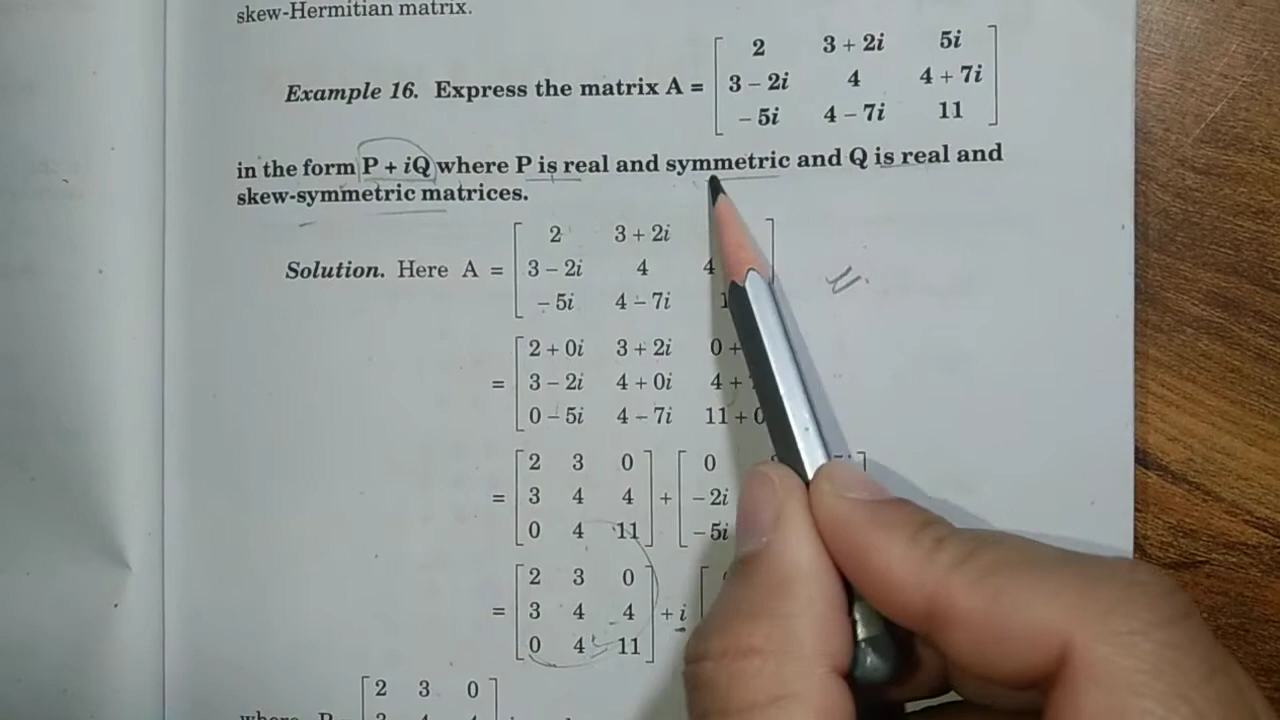 skew-Hermitian matrix.
Example 16. Express the matrix A = [ 2 3 + 2i 5i
3 – 2i 4 4 + 7i
– 5i 4 – 7i 11 ]
in the form P + iQ where P is real and symmetric and Q is real and
skew-symmetric matrices.
Solution. Here A = [ 2 3 + 2i
3 – 2i 4 4
– 5i 4 – 7i 1 ]
= [ 2 + 0i 3 + 2i 0 +
3 – 2i 4 + 0i 4 +
0 – 5i 4 – 7i 11 + 0
= [ 2 3 0 ] + [ 0
3 4 4 – 2i
0 4 11 – 5i
= [ 2 3 0 ] + i [
3 4 4
0 4 11
where P [ 2 3 0 ]